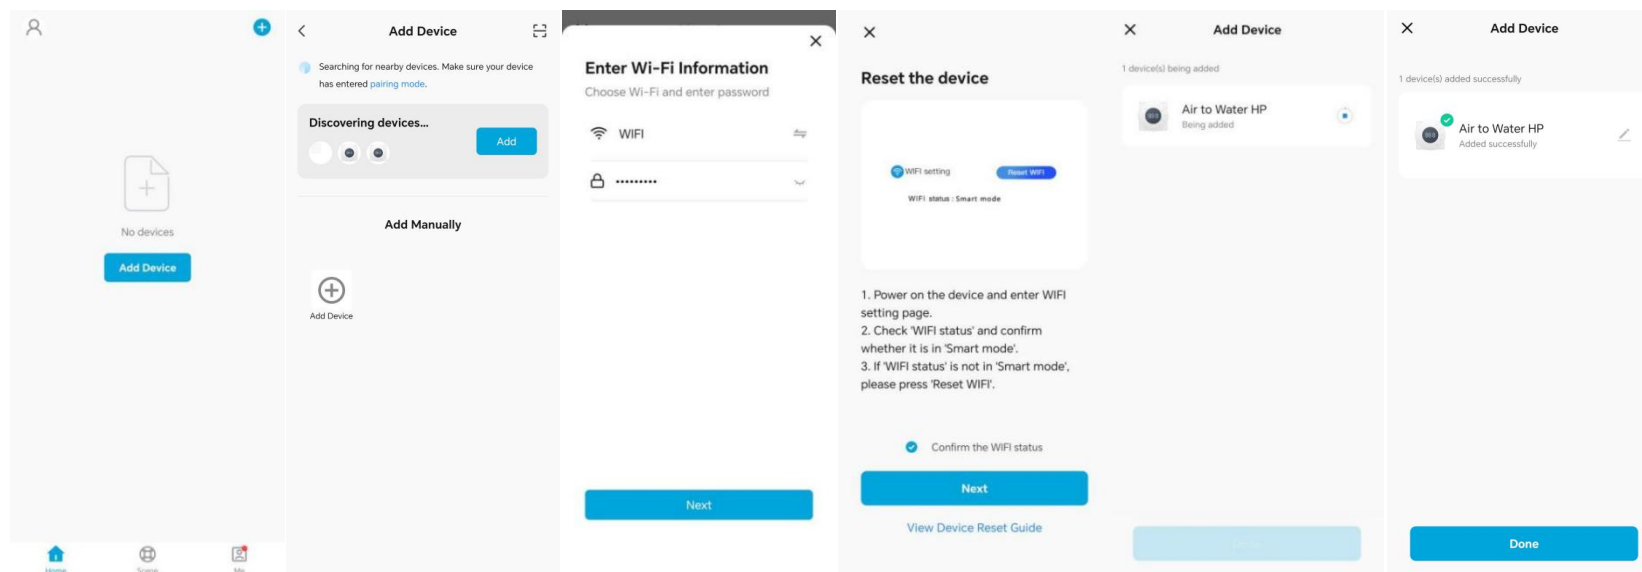 No devices
Add Device
Home
Scene
Me
Add Device
Searching for nearby devices. Make sure your device
has entered pairing mode.
Discovering devices...
Add
Add Manually
Add Device
Enter Wi-Fi Information
Choose Wi-Fi and enter password
WIFI
•••••••••
Next
Reset the device
WIFI setting
Reset WIFI
WIFI status : Smart mode
1. Power on the device and enter WIFI
setting page.
2. Check 'WIFI status' and confirm
whether it is in 'Smart mode'.
3. If 'WIFI status' is not in 'Smart mode',
please press 'Reset WIFI'.
Confirm the WIFI status
Next
View Device Reset Guide
Add Device
1 device(s) being added
Air to Water HP
Being added
Add Device
1 device(s) added successfully
Air to Water HP
Added successfully
Done